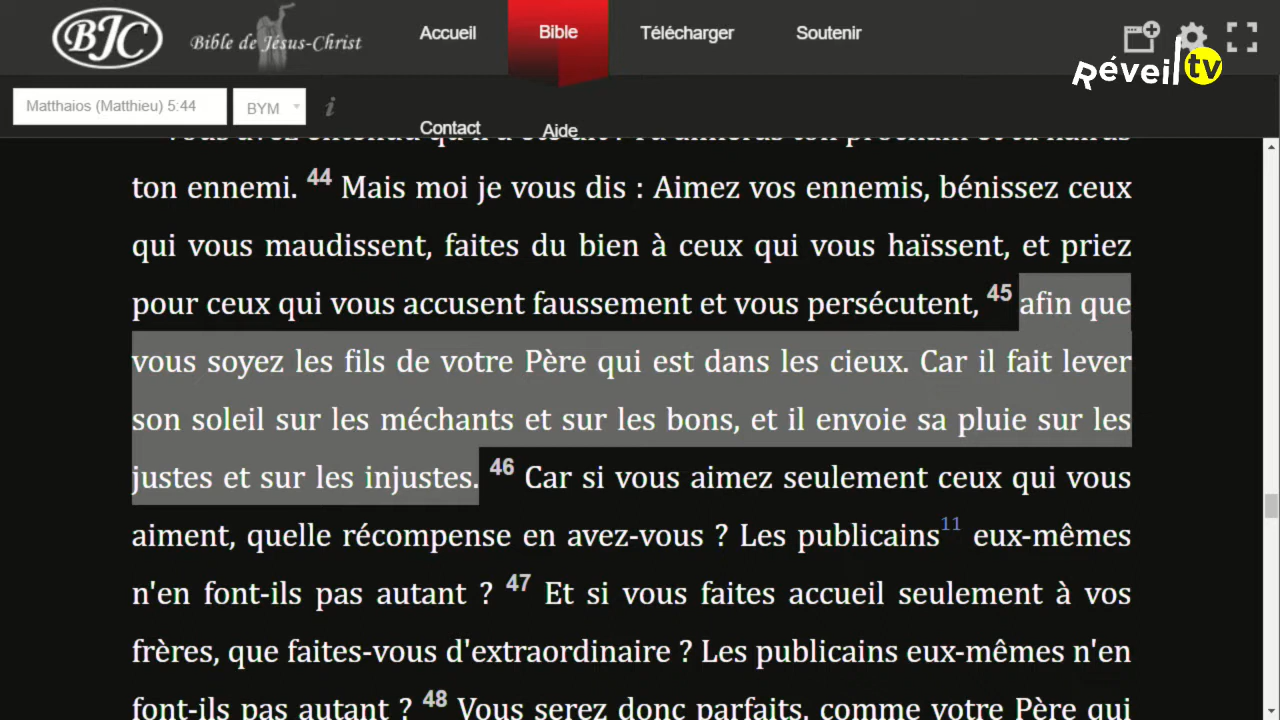 BJC Bible de Jésus-Christ
Accueil Bible Télécharger Soutenir
Réveil tv
Matthaios (Matthieu) 5:44 BYM i
Contact Aide
ton ennemi. 44 Mais moi je vous dis : Aimez vos ennemis, bénissez ceux
qui vous maudissent, faites du bien à ceux qui vous haïssent, et priez
pour ceux qui vous accusent faussement et vous persécutent, 45 afin que
vous soyez les fils de votre Père qui est dans les cieux. Car il fait lever
son soleil sur les méchants et sur les bons, et il envoie sa pluie sur les
justes et sur les injustes. 46 Car si vous aimez seulement ceux qui vous
aiment, quelle récompense en avez-vous ? Les publicains11 eux-mêmes
n'en font-ils pas autant ? 47 Et si vous faites accueil seulement à vos
frères, que faites-vous d'extraordinaire ? Les publicains eux-mêmes n'en
font-ils pas autant ? 48 Vous serez donc parfaits, comme votre Père qui